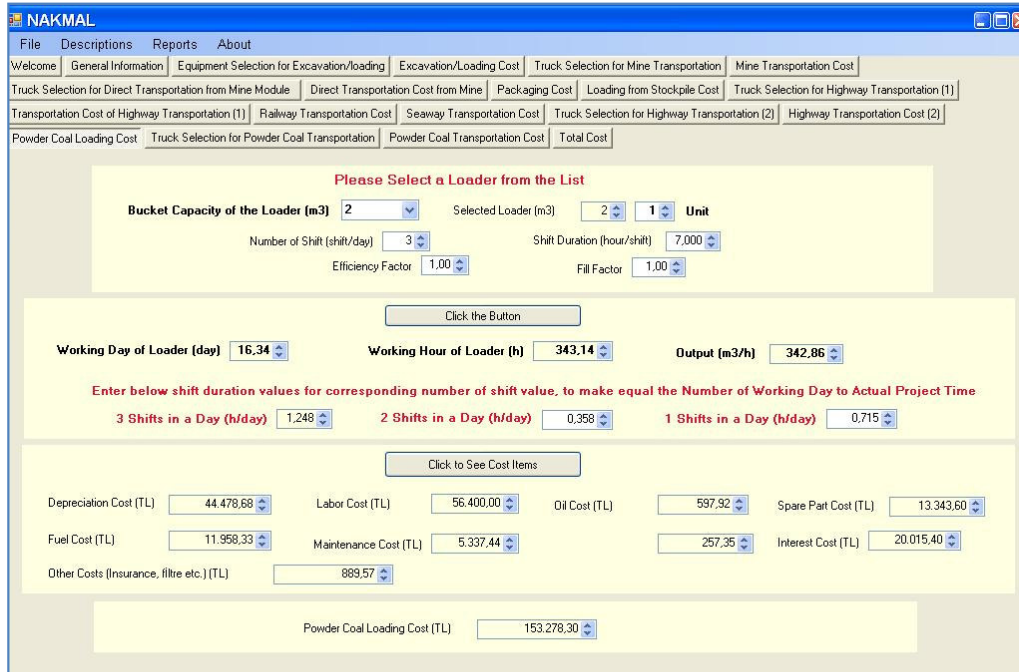 NAKMAL
File Descriptions Reports About
Welcome General Information Equipment Selection for Excavation/loading Excavation/Loading Cost Truck Selection for Mine Transportation Mine Transportation Cost
Truck Selection for Direct Transportation from Mine Module Direct Transportation Cost from Mine Packaging Cost Loading from Stockpile Cost Truck Selection for Highway Transportation (1)
Transportation Cost of Highway Transportation (1) Railway Transportation Cost Seaway Transportation Cost Truck Selection for Highway Transportation (2) Highway Transportation Cost (2)
Powder Coal Loading Cost Truck Selection for Powder Coal Transportation Powder Coal Transportation Cost Total Cost
Please Select a Loader from the List
Bucket Capacity of the Loader (m3) 2 Selected Loader (m3) 2 1 Unit
Number of Shift (shift/day) 3 Shift Duration (hour/shift) 7,000
Efficiency Factor 1,00 Fill Factor 1,00
Click the Button
Working Day of Loader (day) 16,34 Working Hour of Loader (h) 343,14 Output (m3/h) 342,86
Enter below shift duration values for corresponding number of shift value, to make equal the Number of Working Day to Actual Project Time
3 Shifts in a Day (h/day) 1,248 2 Shifts in a Day (h/day) 0,358 1 Shifts in a Day (h/day) 0,715
Click to See Cost Items
Depreciation Cost (TL) 44.478,68 Labor Cost (TL) 56.400,00 Oil Cost (TL) 597,92 Spare Part Cost (TL) 13.343,60
Fuel Cost (TL) 11.958,33 Maintenance Cost (TL) 5.337,44 257,35 Interest Cost (TL) 20.015,40
Other Costs (Insurance, filtre etc.) (TL) 889,57
Powder Coal Loading Cost (TL) 153.278,30